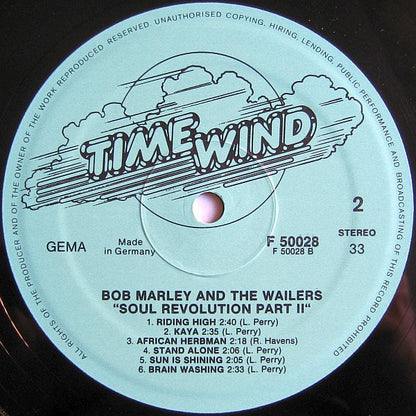 ALL RIGHTS OF THE PRODUCER AND OF THE OWNER OF THE WORK REPRODUCED RESERVED. UNAUTHORISED COPYING, HIRING, LENDING, PUBLIC PERFORMANCE AND BROADCASTING OF THIS RECORD PROHIBITED
TIME WIND
2
GEMA
Made
in Germany
F 50028
F 50028 B
STEREO
33
BOB MARLEY AND THE WAILERS
"SOUL REVOLUTION PART II"
1. RIDING HIGH 2:40 (L. Perry)
2. KAYA 2:35 (L. Perry)
3. AFRICAN HERBMAN 2:18 (R. Havens)
4. STAND ALONE 2:06 (L. Perry)
5. SUN IS SHINING 2:05 (L. Perry)
6. BRAIN WASHING 2:33 (L. Perry)